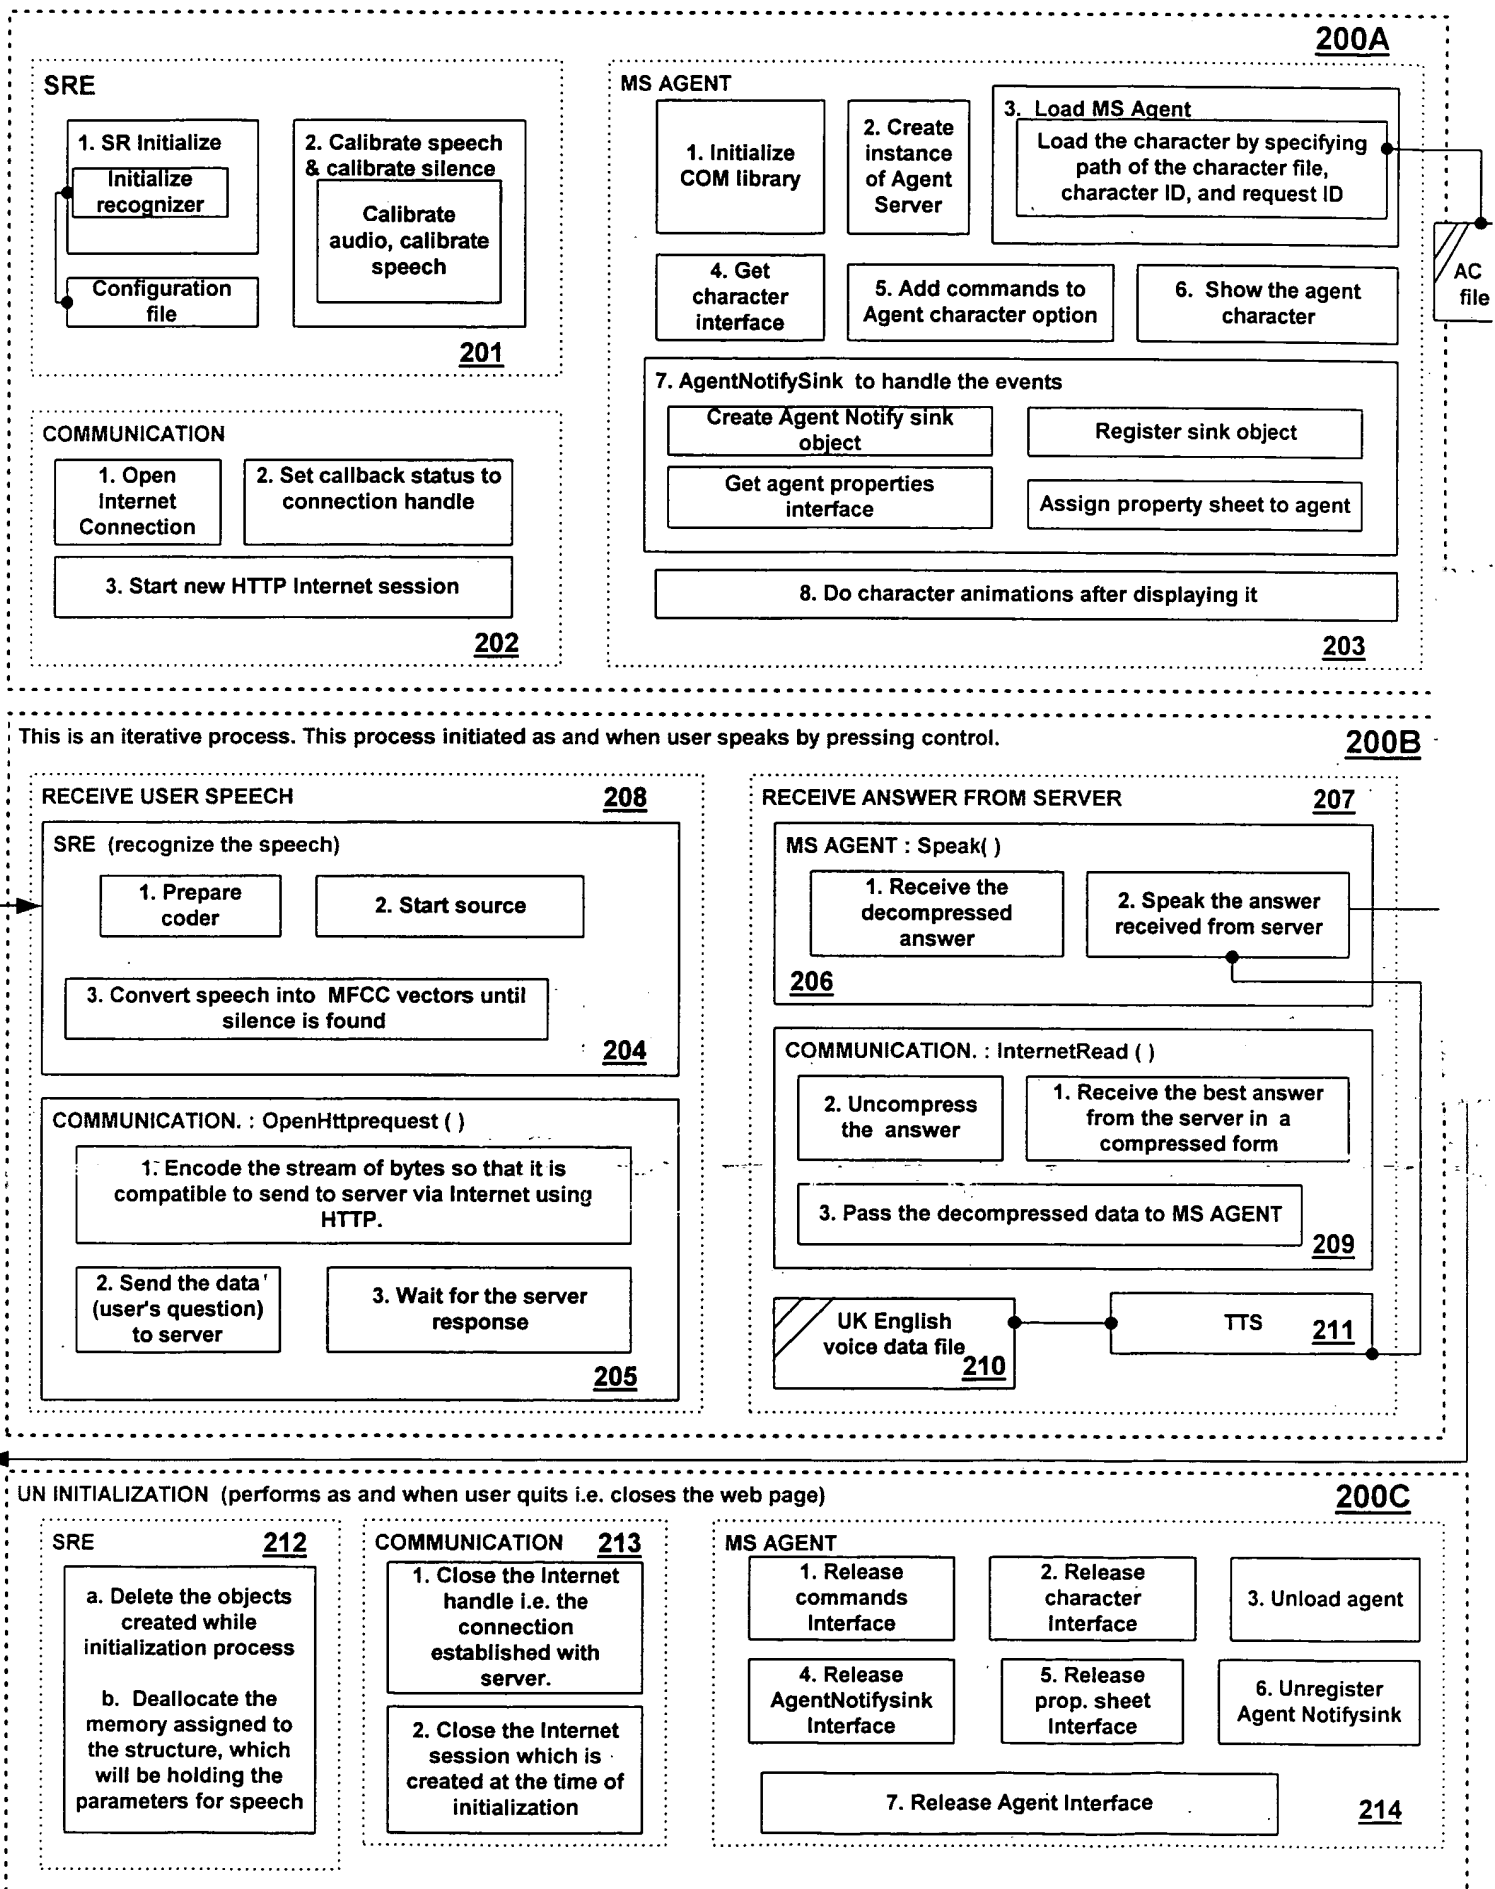 200A
SRE
1. SR Initialize
Initialize
recognizer
Configuration
file
2. Calibrate speech
& calibrate silence
Calibrate
audio, calibrate
speech
201
COMMUNICATION
1. Open
Internet
Connection
2. Set callback status to
connection handle
3. Start new HTTP Internet session
202
MS AGENT
1. Initialize
COM library
2. Create
instance
of Agent
Server
3. Load MS Agent
Load the character by specifying
path of the character file,
character ID, and request ID
AC
file
4. Get
character
interface
5. Add commands to
Agent character option
6. Show the agent
character
7. AgentNotifySink to handle the events
Create Agent Notify sink
object
Register sink object
Get agent properties
interface
Assign property sheet to agent
8. Do character animations after displaying it
203
This is an iterative process. This process initiated as and when user speaks by pressing control.
200B
RECEIVE USER SPEECH
208
SRE (recognize the speech)
1. Prepare
coder
2. Start source
3. Convert speech into MFCC vectors until
silence is found
204
COMMUNICATION. : OpenHttprequest ( )
1. Encode the stream of bytes so that it is
compatible to send to server via Internet using
HTTP.
2. Send the data
(user's question)
to server
3. Wait for the server
response
205
RECEIVE ANSWER FROM SERVER
207
MS AGENT : Speak( )
1. Receive the
decompressed
answer
2. Speak the answer
received from server
206
COMMUNICATION. : InternetRead ( )
2. Uncompress
the answer
1. Receive the best answer
from the server in a
compressed form
3. Pass the decompressed data to MS AGENT
209
UK English
voice data file
210
TTS
211
UN INITIALIZATION (performs as and when user quits i.e. closes the web page)
200C
SRE
212
a. Delete the objects
created while
initialization process
b. Deallocate the
memory assigned to
the structure, which
will be holding the
parameters for speech
COMMUNICATION
213
1. Close the Internet
handle i.e. the
connection
established with
server.
2. Close the Internet
session which is
created at the time of
initialization
MS AGENT
1. Release
commands
Interface
2. Release
character
Interface
3. Unload agent
4. Release
AgentNotifysink
Interface
5. Release
prop. sheet
Interface
6. Unregister
Agent Notifysink
7. Release Agent Interface
214